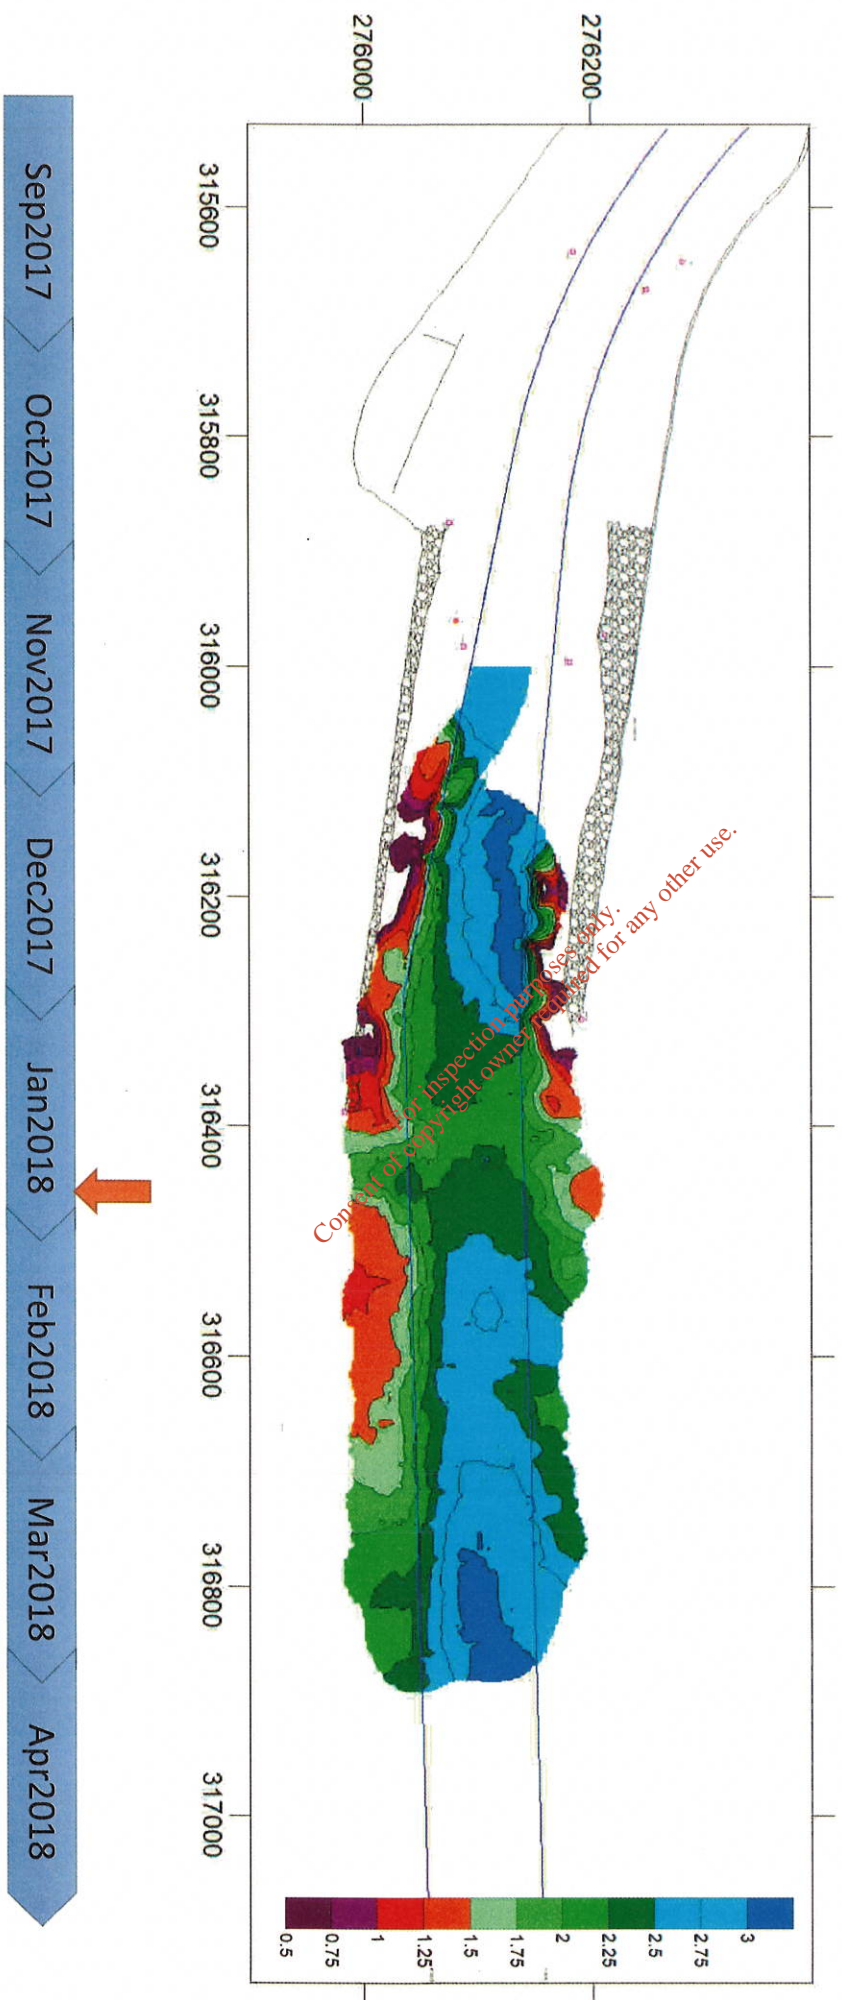 276200
276000
315600
315800
316000
316200
316400
316600
316800
317000
3
2.75
2.5
2.25
2
1.75
1.5
1.25
1
0.75
0.5
For inspection purposes only.
Consent of copyright owner required for any other use.
Sep2017
Oct2017
Nov2017
Dec2017
Jan2018
Feb2018
Mar2018
Apr2018